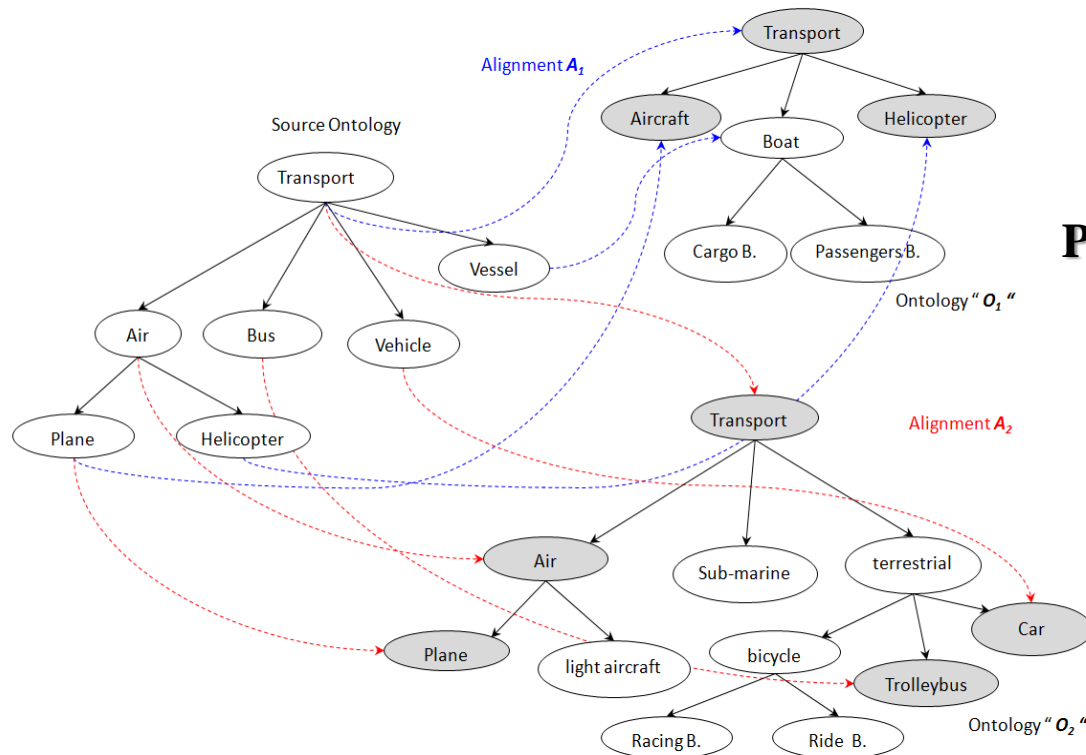 Transport
Alignment A1
Aircraft
Helicopter
Source Ontology
Boat
Transport
Cargo B.
Passengers B.
P
Vessel
Ontology “ O1 “
Air
Bus
Vehicle
Transport
Alignment A2
Plane
Helicopter
Air
Sub-marine
terrestrial
Car
Plane
light aircraft
bicycle
Trolleybus
Racing B.
Ride B.
Ontology “ O2 “